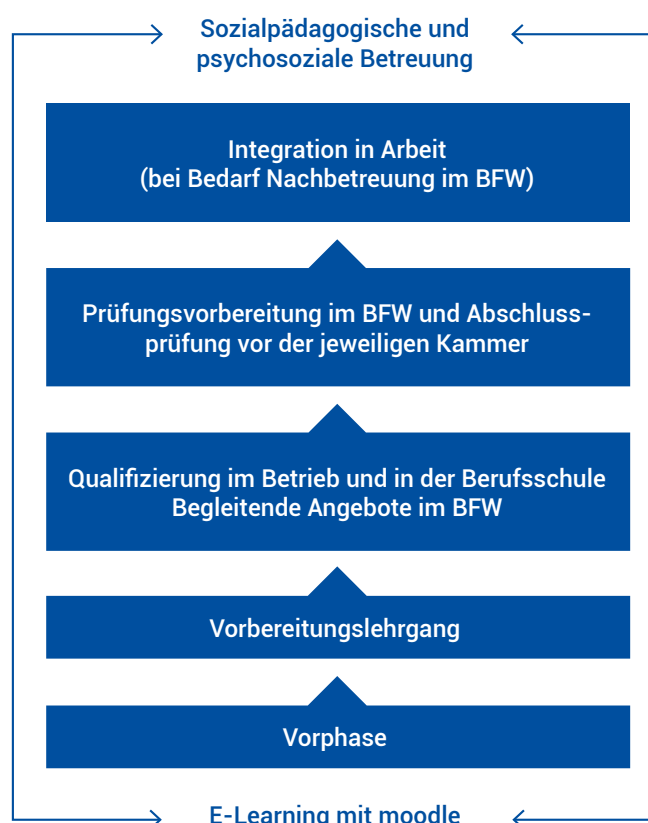 Sozialpädagogische und
psychosoziale Betreuung
Integration in Arbeit
(bei Bedarf Nachbetreuung im BFW)
Prüfungsvorbereitung im BFW und Abschluss-
prüfung vor der jeweiligen Kammer
Qualifizierung im Betrieb und in der Berufsschule
Begleitende Angebote im BFW
Vorbereitungslehrgang
Vorphase
E-Learning mit moodle